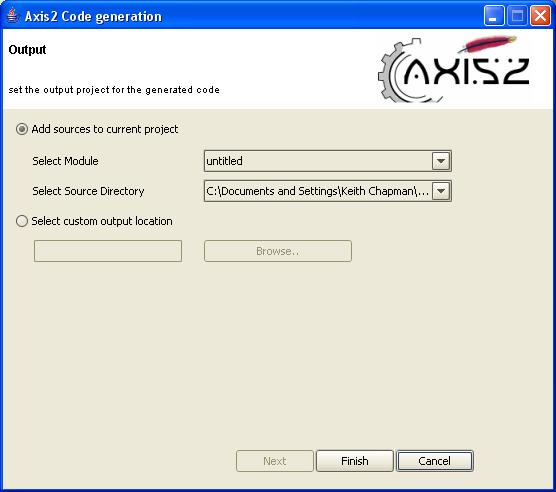 Axis2 Code generation
Output
set the output project for the generated code
AXIS2
Add sources to current project
Select Module
untitled
Select Source Directory
C:\Documents and Settings\Keith Chapman\...
Select custom output location
Browse..
Next
Finish
Cancel